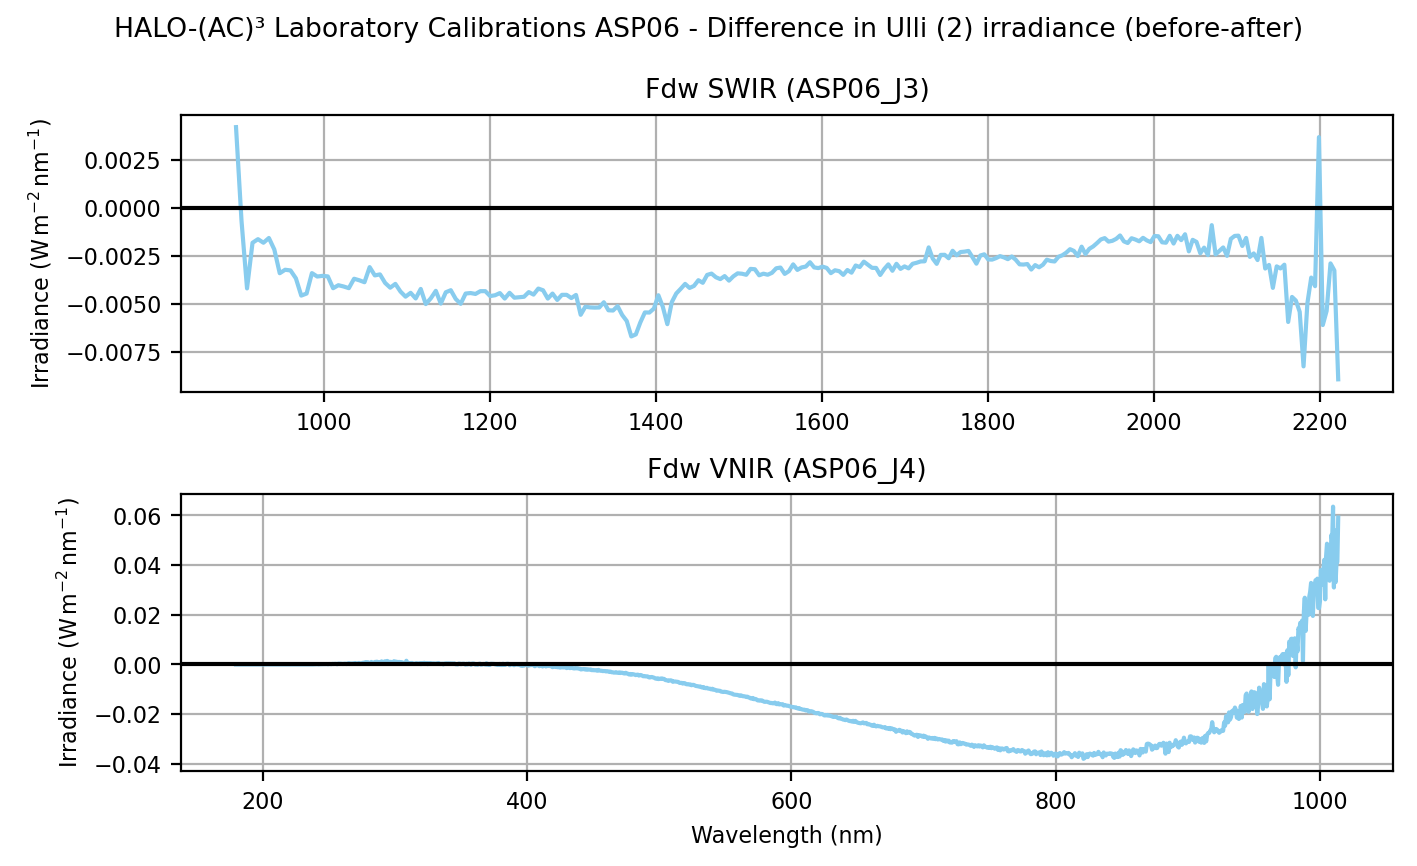 HALO-(AC)³ Laboratory Calibrations ASP06 - Difference in Ulli (2) irradiance (before-after)
Fdw SWIR (ASP06_J3)
Irradiance (W m⁻² nm⁻¹)
0.0025
0.0000
−0.0025
−0.0050
−0.0075
1000 1200 1400 1600 1800 2000 2200
Fdw VNIR (ASP06_J4)
Irradiance (W m⁻² nm⁻¹)
0.06
0.04
0.02
0.00
−0.02
−0.04
200 400 600 800 1000
Wavelength (nm)